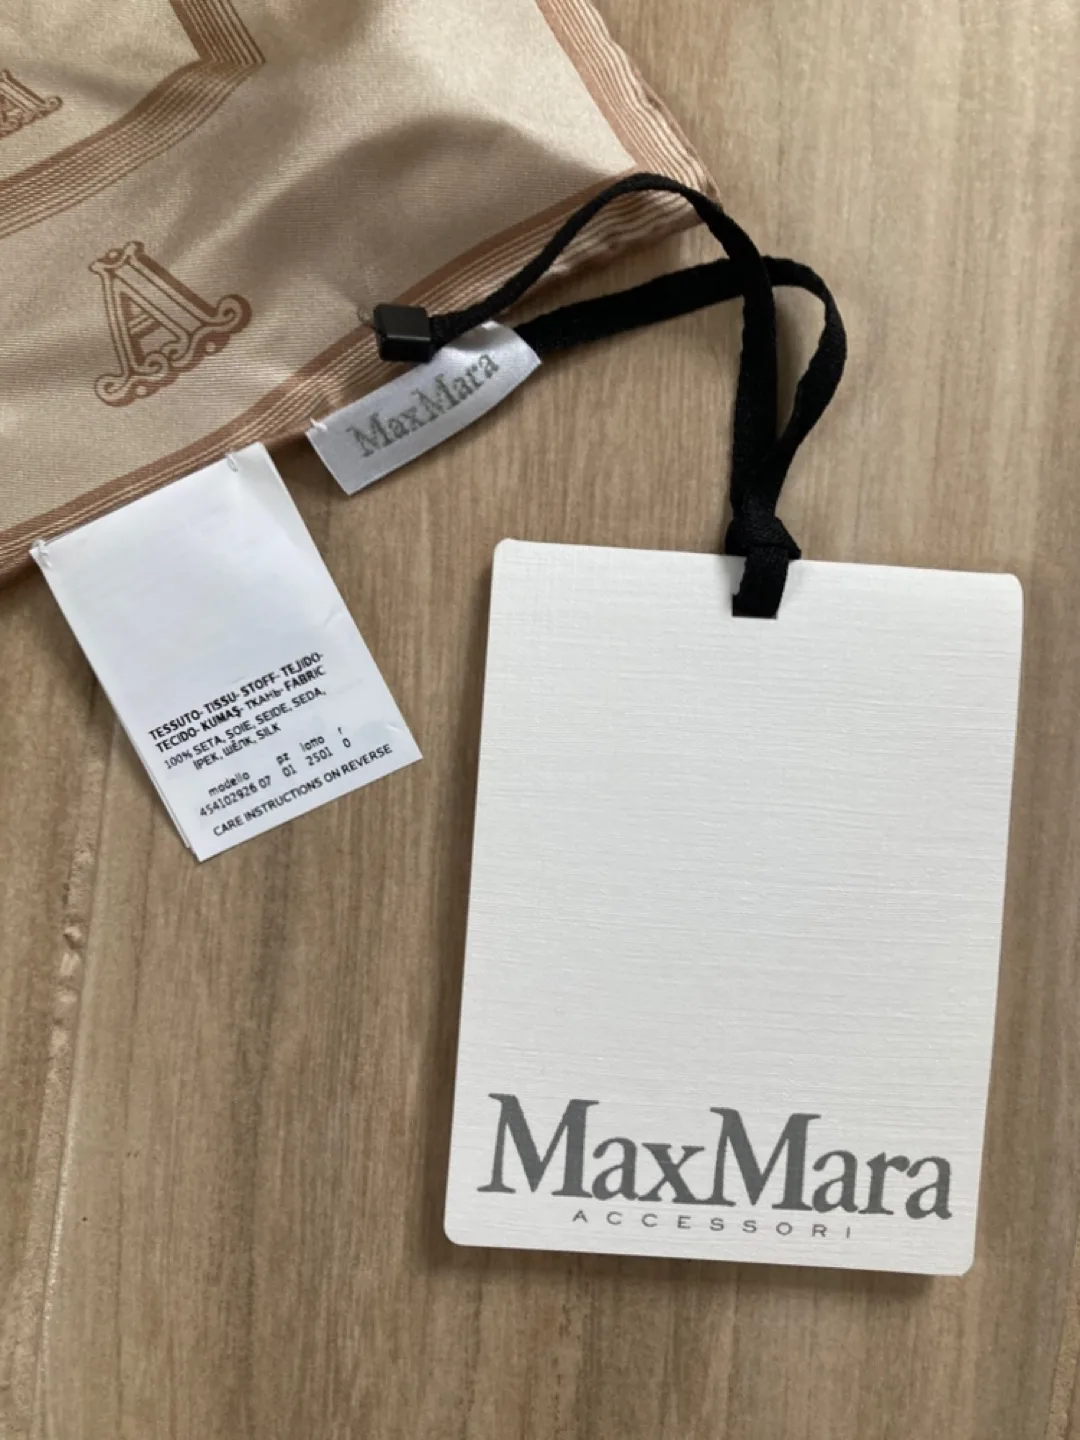 A
A
MaxMara
TESSUTO- TISSU- STOFF- TEJIDO-
TECIDO- KUMAŞ- ТКАНЬ- FABRIC
100% SETA, SOIE, SEIDE, SEDA,
IPEK, ШЁЛК, SILK
modello pz lotto r
454102926 07 01 2501 0
CARE INSTRUCTIONS ON REVERSE
MaxMara
ACCESSORI